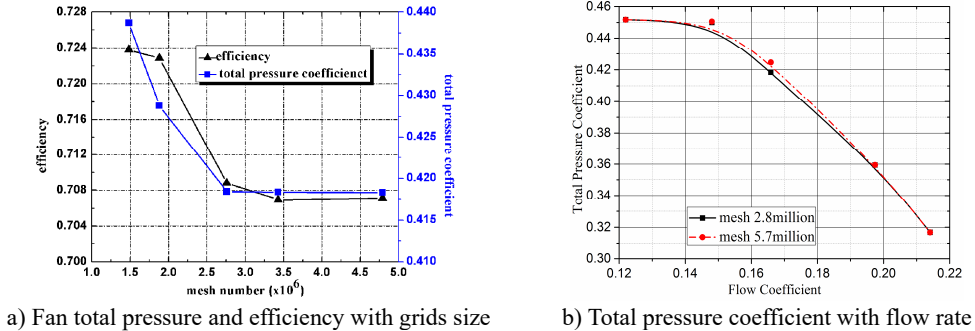 0.728
0.724
0.720
0.716
0.712
0.708
0.704
0.700
efficiency
1.0 1.5 2.0 2.5 3.0 3.5 4.0 4.5 5.0
mesh number (x10^6)
efficiency
total pressure coefficienct
0.440
0.435
0.430
0.425
0.420
0.415
0.410
total pressure coefficient
a) Fan total pressure and efficiency with grids size
0.46
0.44
0.42
0.40
0.38
0.36
0.34
0.32
0.30
Total Pressure Coefficient
mesh 2.8million
mesh 5.7million
0.12 0.14 0.16 0.18 0.20 0.22
Flow Coefficient
b) Total pressure coefficient with flow rate